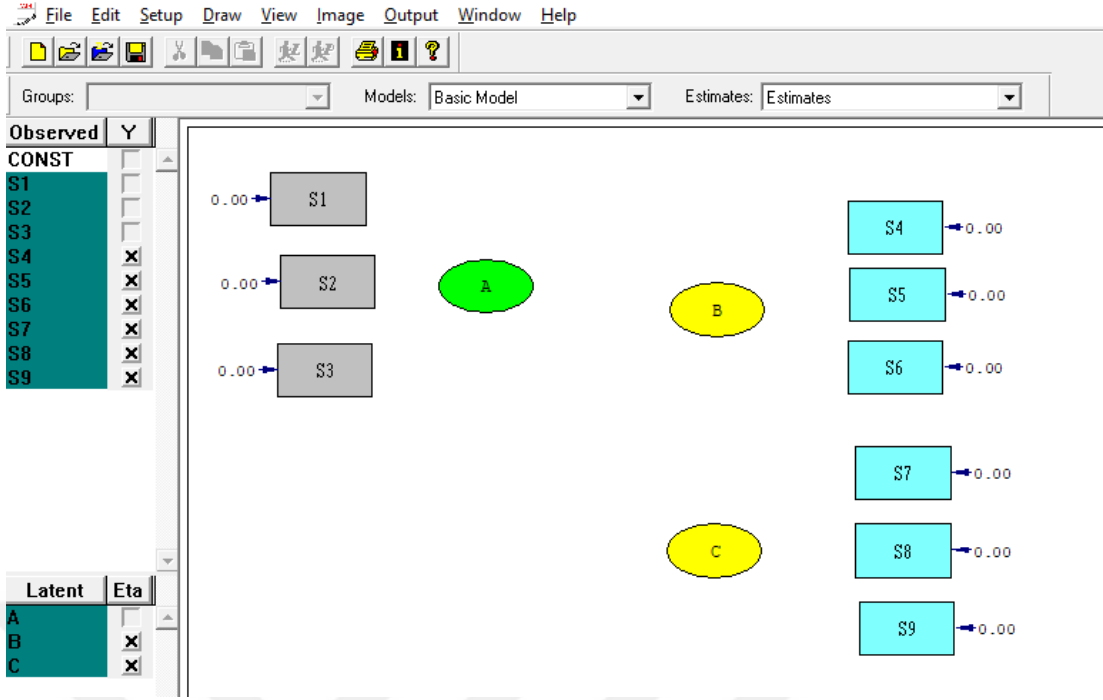 File Edit Setup Draw View Image Output Window Help
Groups: Models: Basic Model Estimates: Estimates
Observed Y
CONST
S1
S2
S3
S4
S5
S6
S7
S8
S9
Latent Eta
A
B
C
0.00 S1
0.00 S2
0.00 S3
A
B
C
S4 0.00
S5 0.00
S6 0.00
S7 0.00
S8 0.00
S9 0.00